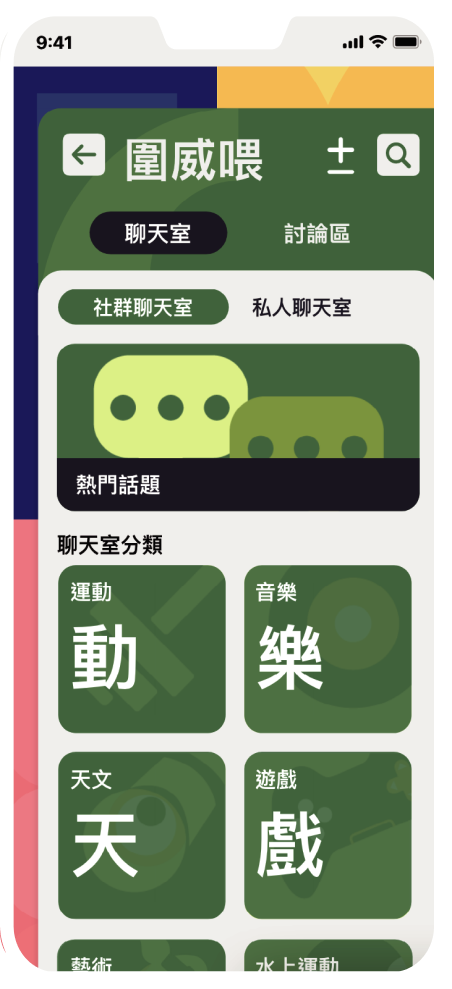 9:41
圍威喂
聊天室 討論區
社群聊天室 私人聊天室
熱門話題
聊天室分類
運動 音樂
動 樂
天文 遊戲
天 戲
藝術 水上運動